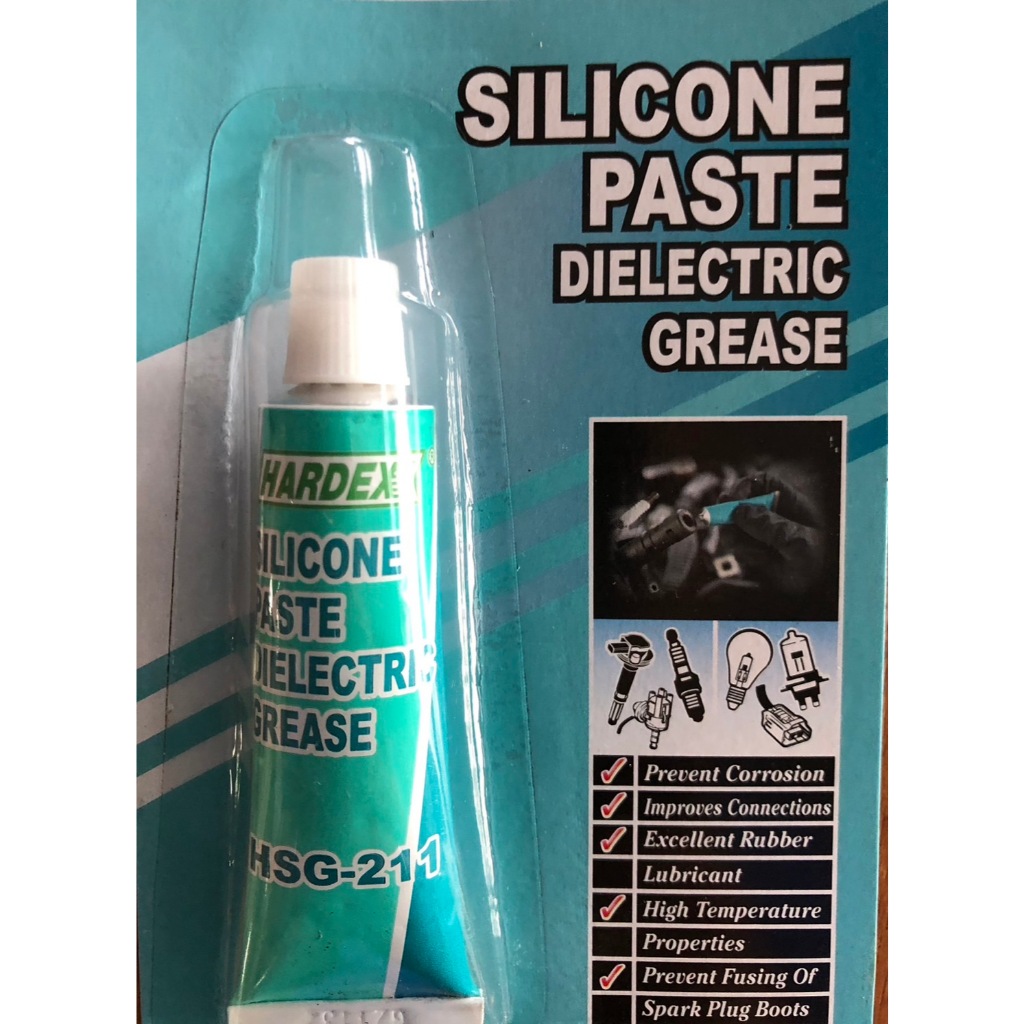 SILICONE
PASTE
DIELECTRIC
GREASE
HARDEX®
SILICONE
PASTE
DIELECTRIC
GREASE
HSG-211
Prevent Corrosion
Improves Connections
Excellent Rubber
Lubricant
High Temperature
Properties
Prevent Fusing Of
Spark Plug Boots